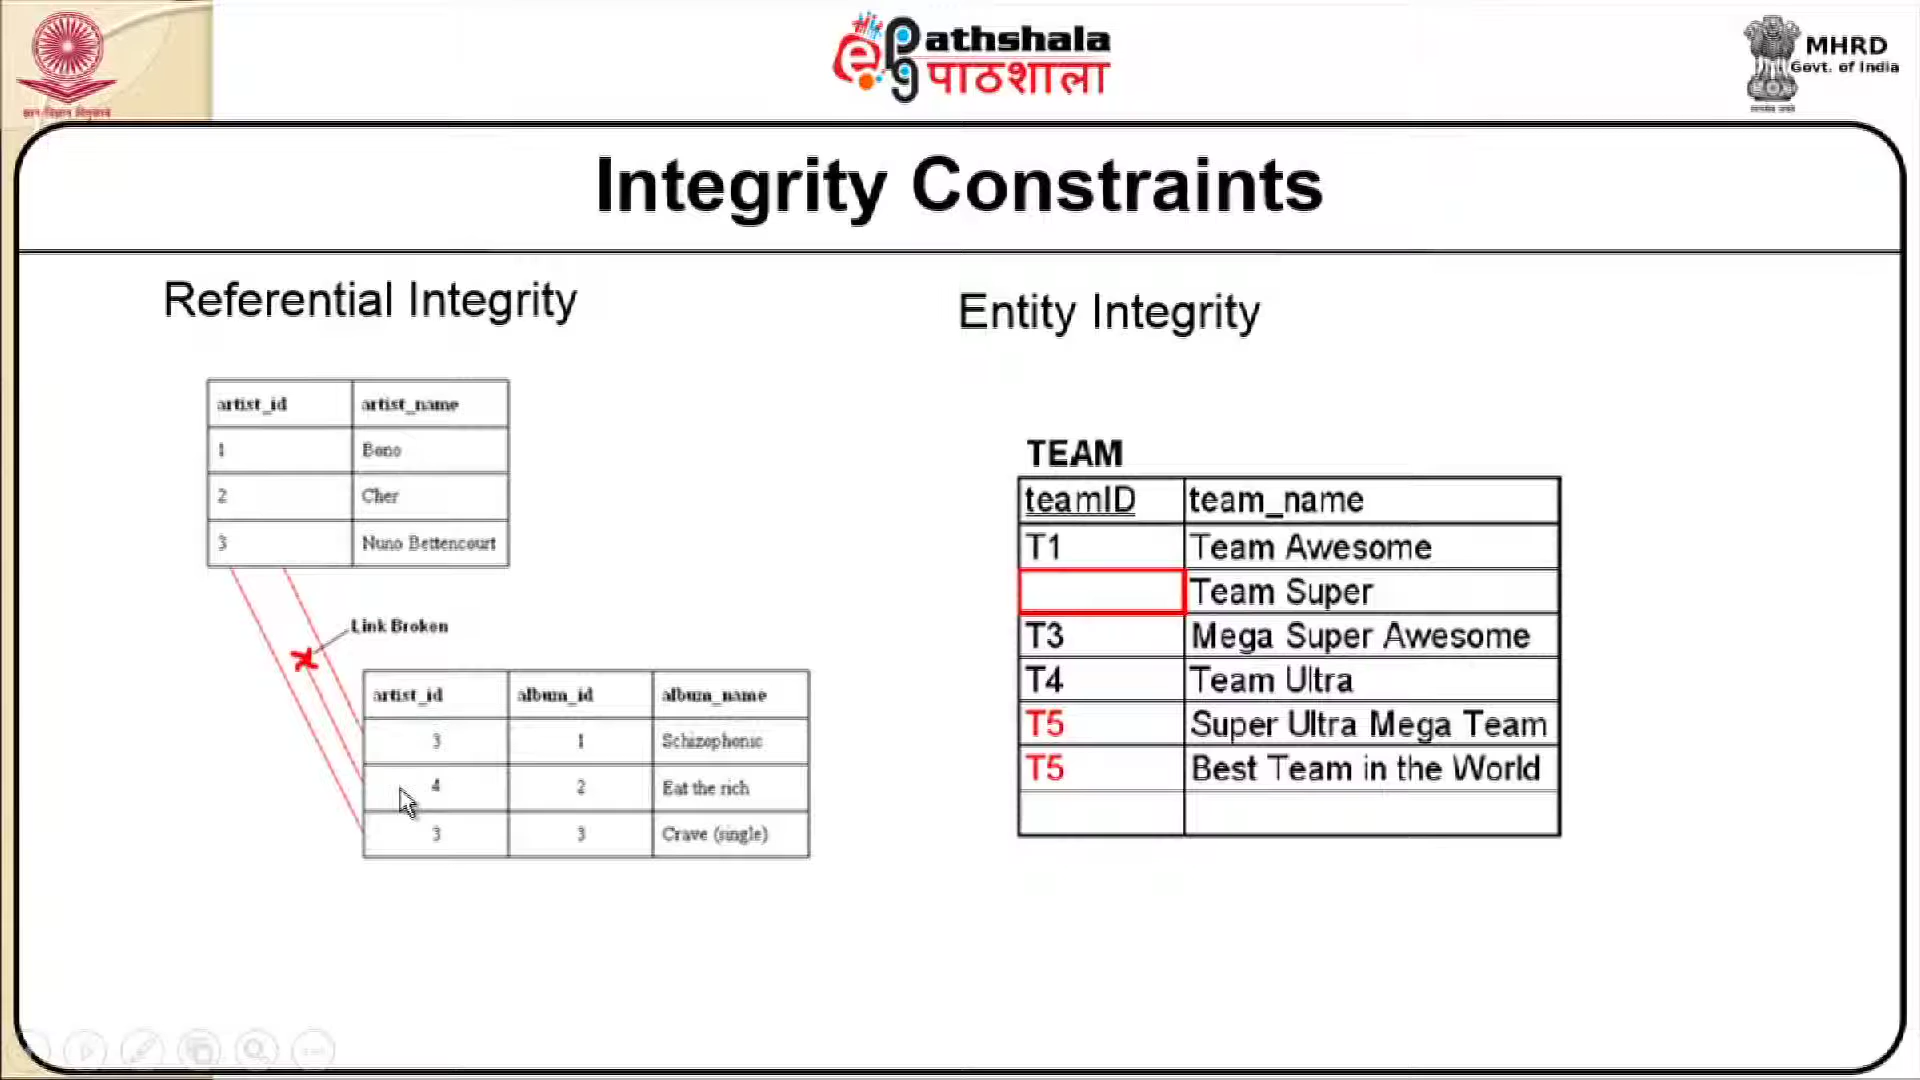 ePG Pathshala
पाठशाला
MHRD
Govt. of India
Integrity Constraints
Referential Integrity
artist_id artist_name
1 Bono
2 Cher
3 Nuno Bettencourt
Link Broken
artist_id album_id album_name
3 1 Schizophonic
4 2 Eat the rich
3 3 Crave (single)
Entity Integrity
TEAM
teamID team_name
T1 Team Awesome
Team Super
T3 Mega Super Awesome
T4 Team Ultra
T5 Super Ultra Mega Team
T5 Best Team in the World